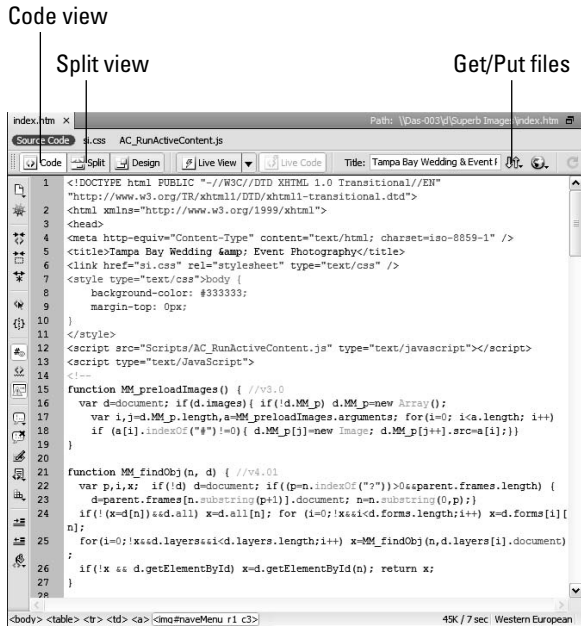 Code view
Split view
Get/Put files
index.htm × Path: \\Das-003\d\Superb Images\index.htm
Source Code si.css AC_RunActiveContent.js
Code Split Design Live View Live Code Title: Tampa Bay Wedding & Event F
1 <!DOCTYPE html PUBLIC "-//W3C//DTD XHTML 1.0 Transitional//EN"
"http://www.w3.org/TR/xhtml1/DTD/xhtml1-transitional.dtd">
2 <html xmlns="http://www.w3.org/1999/xhtml">
3 <head>
4 <meta http-equiv="Content-Type" content="text/html; charset=iso-8859-1" />
5 <title>Tampa Bay Wedding &amp; Event Photography</title>
6 <link href="si.css" rel="stylesheet" type="text/css" />
7 <style type="text/css">body {
8 background-color: #333333;
9 margin-top: 0px;
10 }
11 </style>
12 <script src="Scripts/AC_RunActiveContent.js" type="text/javascript"></script>
13 <script type="text/JavaScript">
14 <!--
15 function MM_preloadImages() { //v3.0
16 var d=document; if(d.images){ if(!d.MM_p) d.MM_p=new Array();
17 var i,j=d.MM_p.length,a=MM_preloadImages.arguments; for(i=0; i<a.length; i++)
18 if (a[i].indexOf("#")!=0){ d.MM_p[j]=new Image; d.MM_p[j++].src=a[i];}}
19 }
20
21 function MM_findObj(n, d) { //v4.01
22 var p,i,x; if(!d) d=document; if((p=n.indexOf("?"))>0&&parent.frames.length) {
23 d=parent.frames[n.substring(p+1)].document; n=n.substring(0,p);}
24 if(!(x=d[n])&&d.all) x=d.all[n]; for (i=0;!x&&i<d.forms.length;i++) x=d.forms[i][
n];
25 for(i=0;!x&&d.layers&&i<d.layers.length;i++) x=MM_findObj(n,d.layers[i].document)
;
26 if(!x && d.getElementById) x=d.getElementById(n); return x;
27 }
28
<body> <table> <tr> <td> <a> <img#naveMenu_r1_c3> 45K / 7 sec Western European